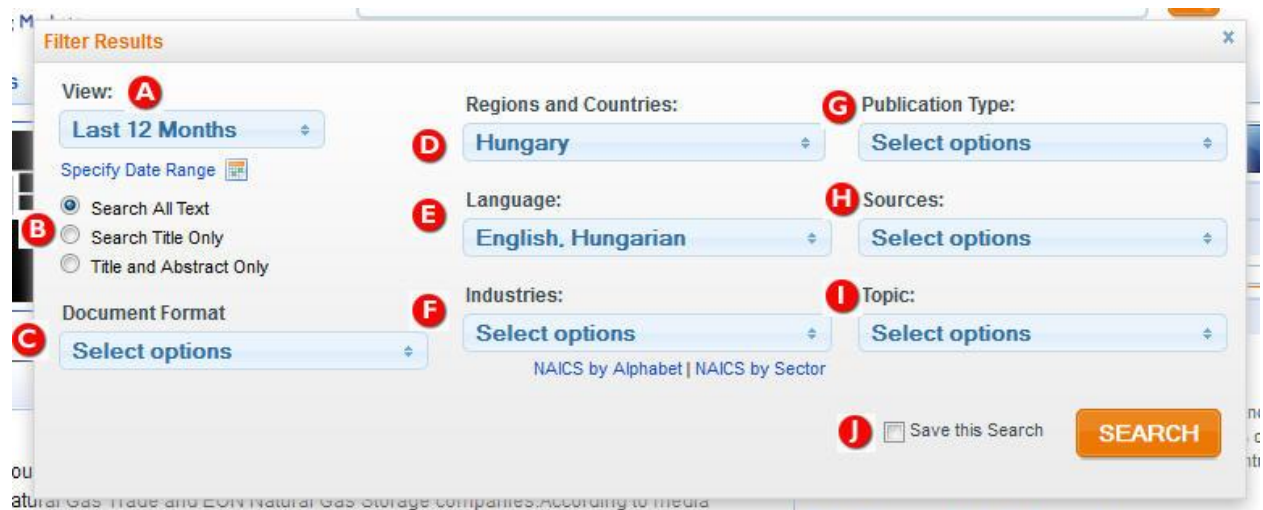 Filter Results
x
View: A
Last 12 Months
Specify Date Range
Search All Text
B Search Title Only
Title and Abstract Only
Document Format
C Select options
Regions and Countries:
D Hungary
Language:
E English, Hungarian
Industries:
F Select options
NAICS by Alphabet | NAICS by Sector
G Publication Type:
Select options
H Sources:
Select options
I Topic:
Select options
J Save this Search
SEARCH
Gas Trade and EON Natural Gas Storage companies.According to media